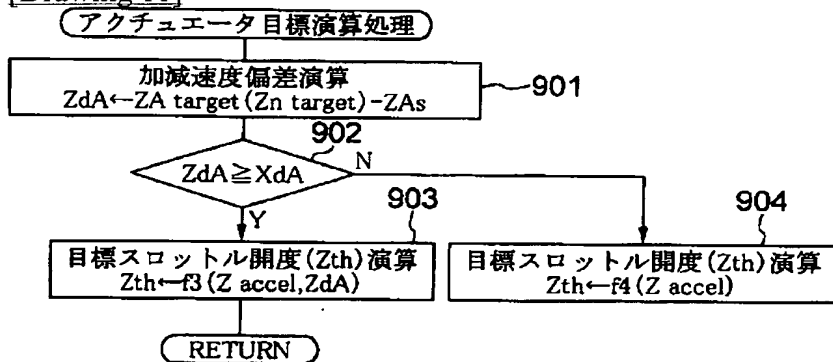 アクチュエータ目標演算処理
加減速度偏差演算
ZdA←ZA target(Zn target)-ZAs
901
902
ZdA≧XdA
N
Y
903
目標スロットル開度(Zth)演算
Zth←f3(Z accel,ZdA)
904
目標スロットル開度(Zth)演算
Zth←f4(Z accel)
RETURN